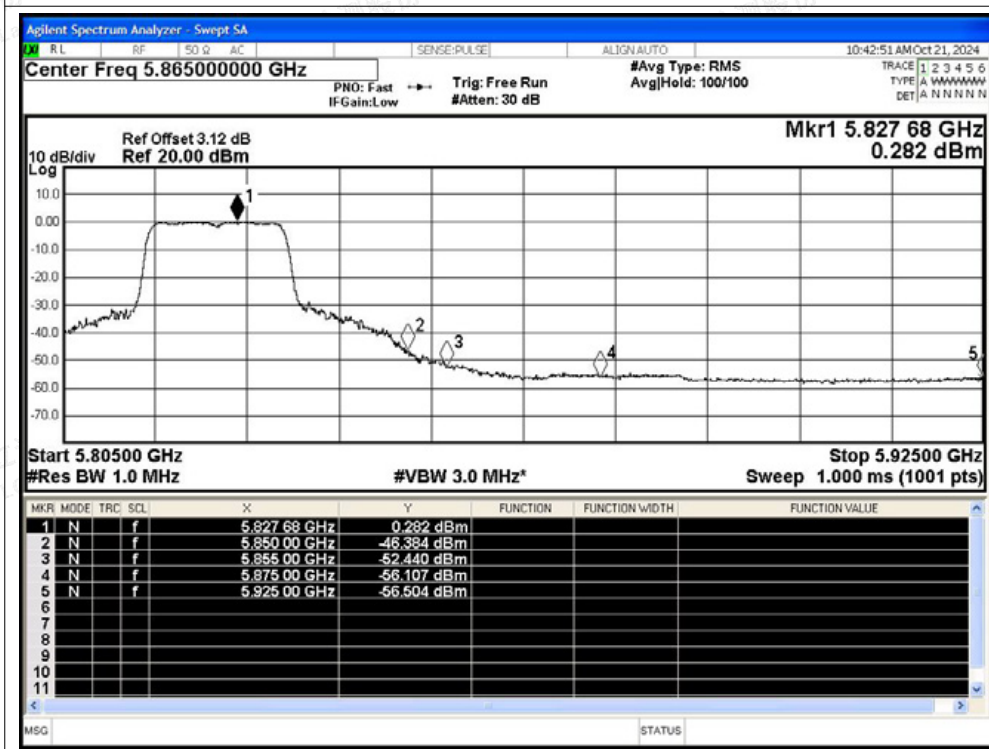 Agilent Spectrum Analyzer - Swept SA
RL RF 50 Ω AC SENSE:PULSE ALIGN AUTO 10:42:51 AM Oct 21, 2024
Center Freq 5.865000000 GHz
PNO: Fast
IFGain:Low
Trig: Free Run
#Atten: 30 dB
#Avg Type: RMS
Avg|Hold: 100/100
TRACE 1 2 3 4 5 6
TYPE A WWWWW
DET A N N N N N
Mkr1 5.827 68 GHz
0.282 dBm
Ref Offset 3.12 dB
10 dB/div Ref 20.00 dBm
Log
10.0
0.00
-10.0
-20.0
-30.0
-40.0
-50.0
-60.0
-70.0
1
2
3
4
5
Start 5.80500 GHz Stop 5.92500 GHz
#Res BW 1.0 MHz #VBW 3.0 MHz* Sweep 1.000 ms (1001 pts)
MKR MODE TRC SCL X Y FUNCTION FUNCTION WIDTH FUNCTION VALUE
1 N f 5.827 68 GHz 0.282 dBm
2 N f 5.850 00 GHz -46.384 dBm
3 N f 5.855 00 GHz -52.440 dBm
4 N f 5.875 00 GHz -56.107 dBm
5 N f 5.925 00 GHz -56.504 dBm
6
7
8
9
10
11
MSG STATUS